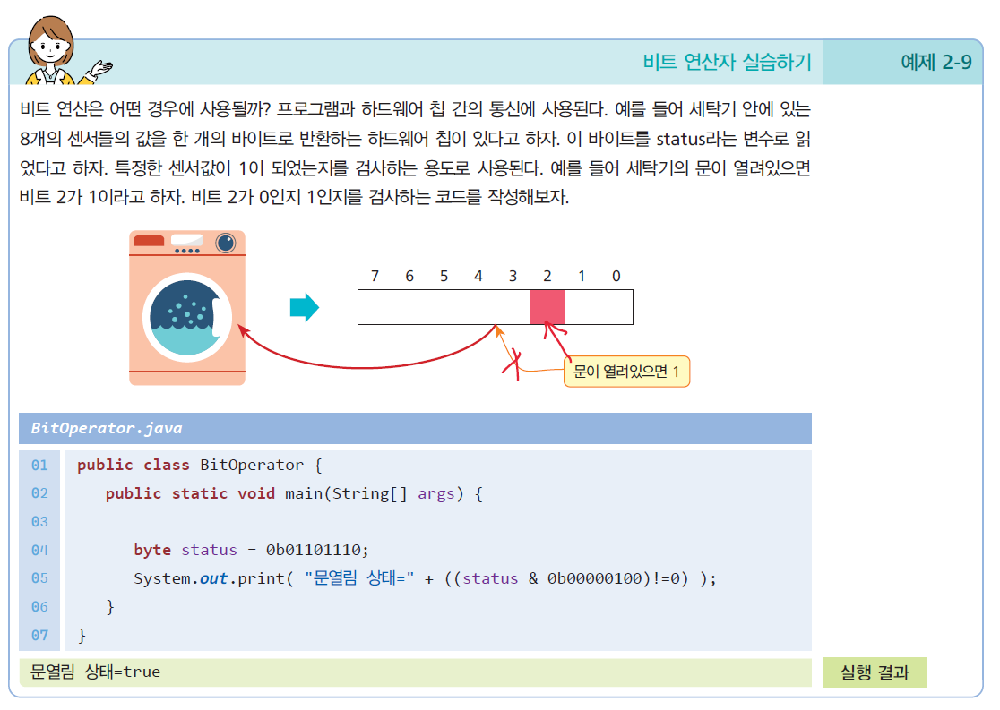 비트 연산자 실습하기
예제 2-9
비트 연산은 어떤 경우에 사용될까? 프로그램과 하드웨어 칩 간의 통신에 사용된다. 예를 들어 세탁기 안에 있는
8개의 센서들의 값을 한 개의 바이트로 반환하는 하드웨어 칩이 있다고 하자. 이 바이트를 status라는 변수로 읽
었다고 하자. 특정한 센서값이 1이 되었는지를 검사하는 용도로 사용된다. 예를 들어 세탁기의 문이 열려있으면
비트 2가 1이라고 하자. 비트 2가 0인지 1인지를 검사하는 코드를 작성해보자.
7 6 5 4 3 2 1 0
문이 열려있으면 1
BitOperator.java
01 public class BitOperator {
02 public static void main(String[] args) {
03
04 byte status = 0b01101110;
05 System.out.print( "문열림 상태=" + ((status & 0b00000100)!=0) );
06 }
07 }
문열림 상태=true
실행 결과